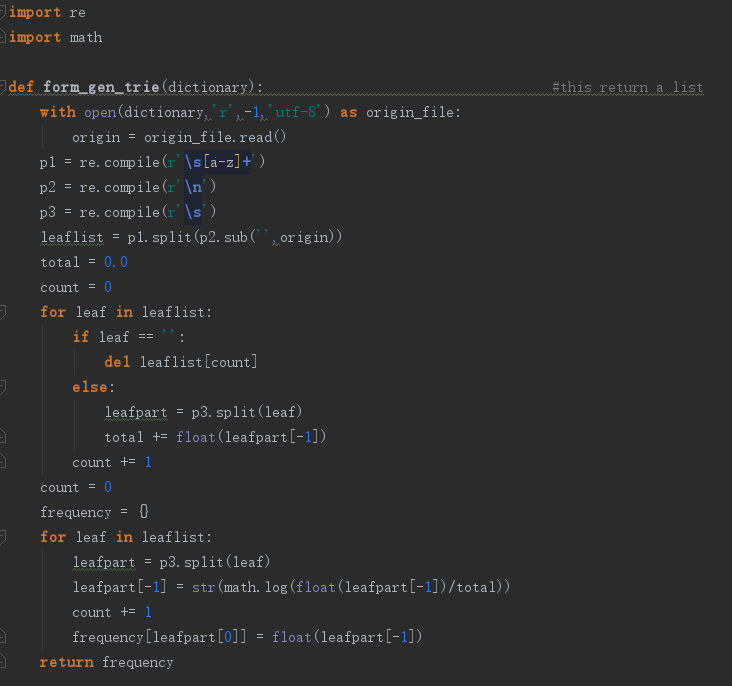 import re
import math
def form_gen_trie(dictionary): #this return a list
with open(dictionary,'r',-1,'utf-8') as origin_file:
origin = origin_file.read()
p1 = re.compile(r'\s[a-z]+')
p2 = re.compile(r'\n')
p3 = re.compile(r'\s')
leaflist = p1.split(p2.sub('',origin))
total = 0.0
count = 0
for leaf in leaflist:
if leaf == '':
del leaflist[count]
else:
leafpart = p3.split(leaf)
total += float(leafpart[-1])
count += 1
count = 0
frequency = {}
for leaf in leaflist:
leafpart = p3.split(leaf)
leafpart[-1] = str(math.log(float(leafpart[-1])/total))
count += 1
frequency[leafpart[0]] = float(leafpart[-1])
return frequency